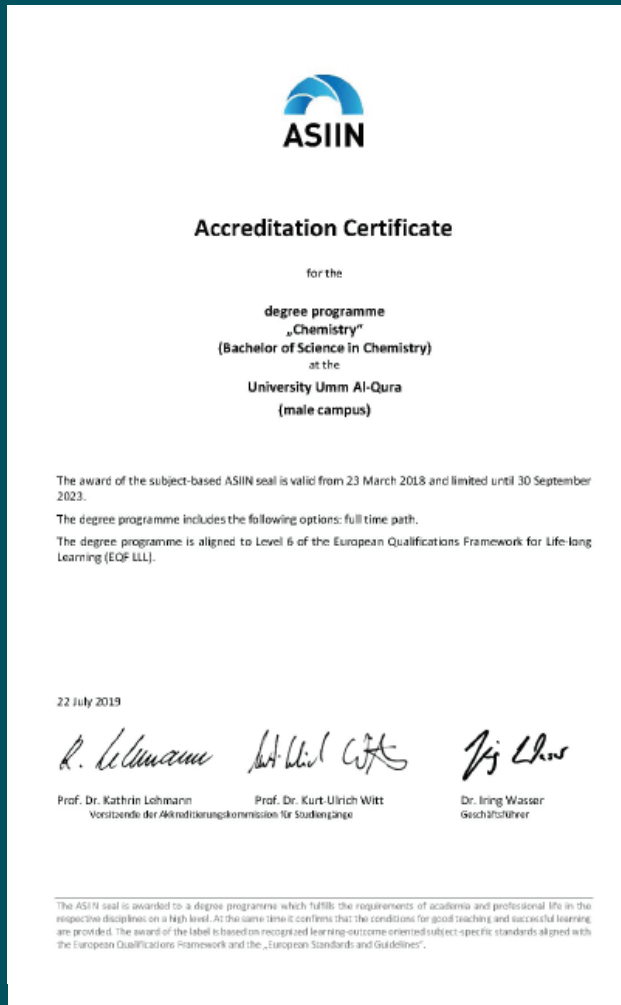 ASIIN
Accreditation Certificate
for the
degree programme
„Chemistry“
(Bachelor of Science in Chemistry)
at the
University Umm Al-Qura
(male campus)
The award of the subject-based ASIIN seal is valid from 23 March 2018 and limited until 30 September
2023.
The degree programme includes the following options: full time path.
The degree programme is aligned to Level 6 of the European Qualifications Framework for Life-long
Learning (EQF LLL).
22 July 2019
R. Lehmann
Prof. Dr. Kathrin Lehmann Prof. Dr. Kurt-Ulrich Witt Dr. Iring Wasser
Vorsitzende der Akkreditierungskommission für Studiengänge Geschäftsführer
The ASIIN seal is awarded to a degree programme which fulfils the requirements of academia and professional life in the
respective disciplines on a high level. At the same time it confirms that the conditions for good teaching and successful learning
are provided. The award of the label is based on recognized learning-outcome oriented subject-specific standards aligned with
the European Qualifications Framework and the „European Standards and Guidelines“.